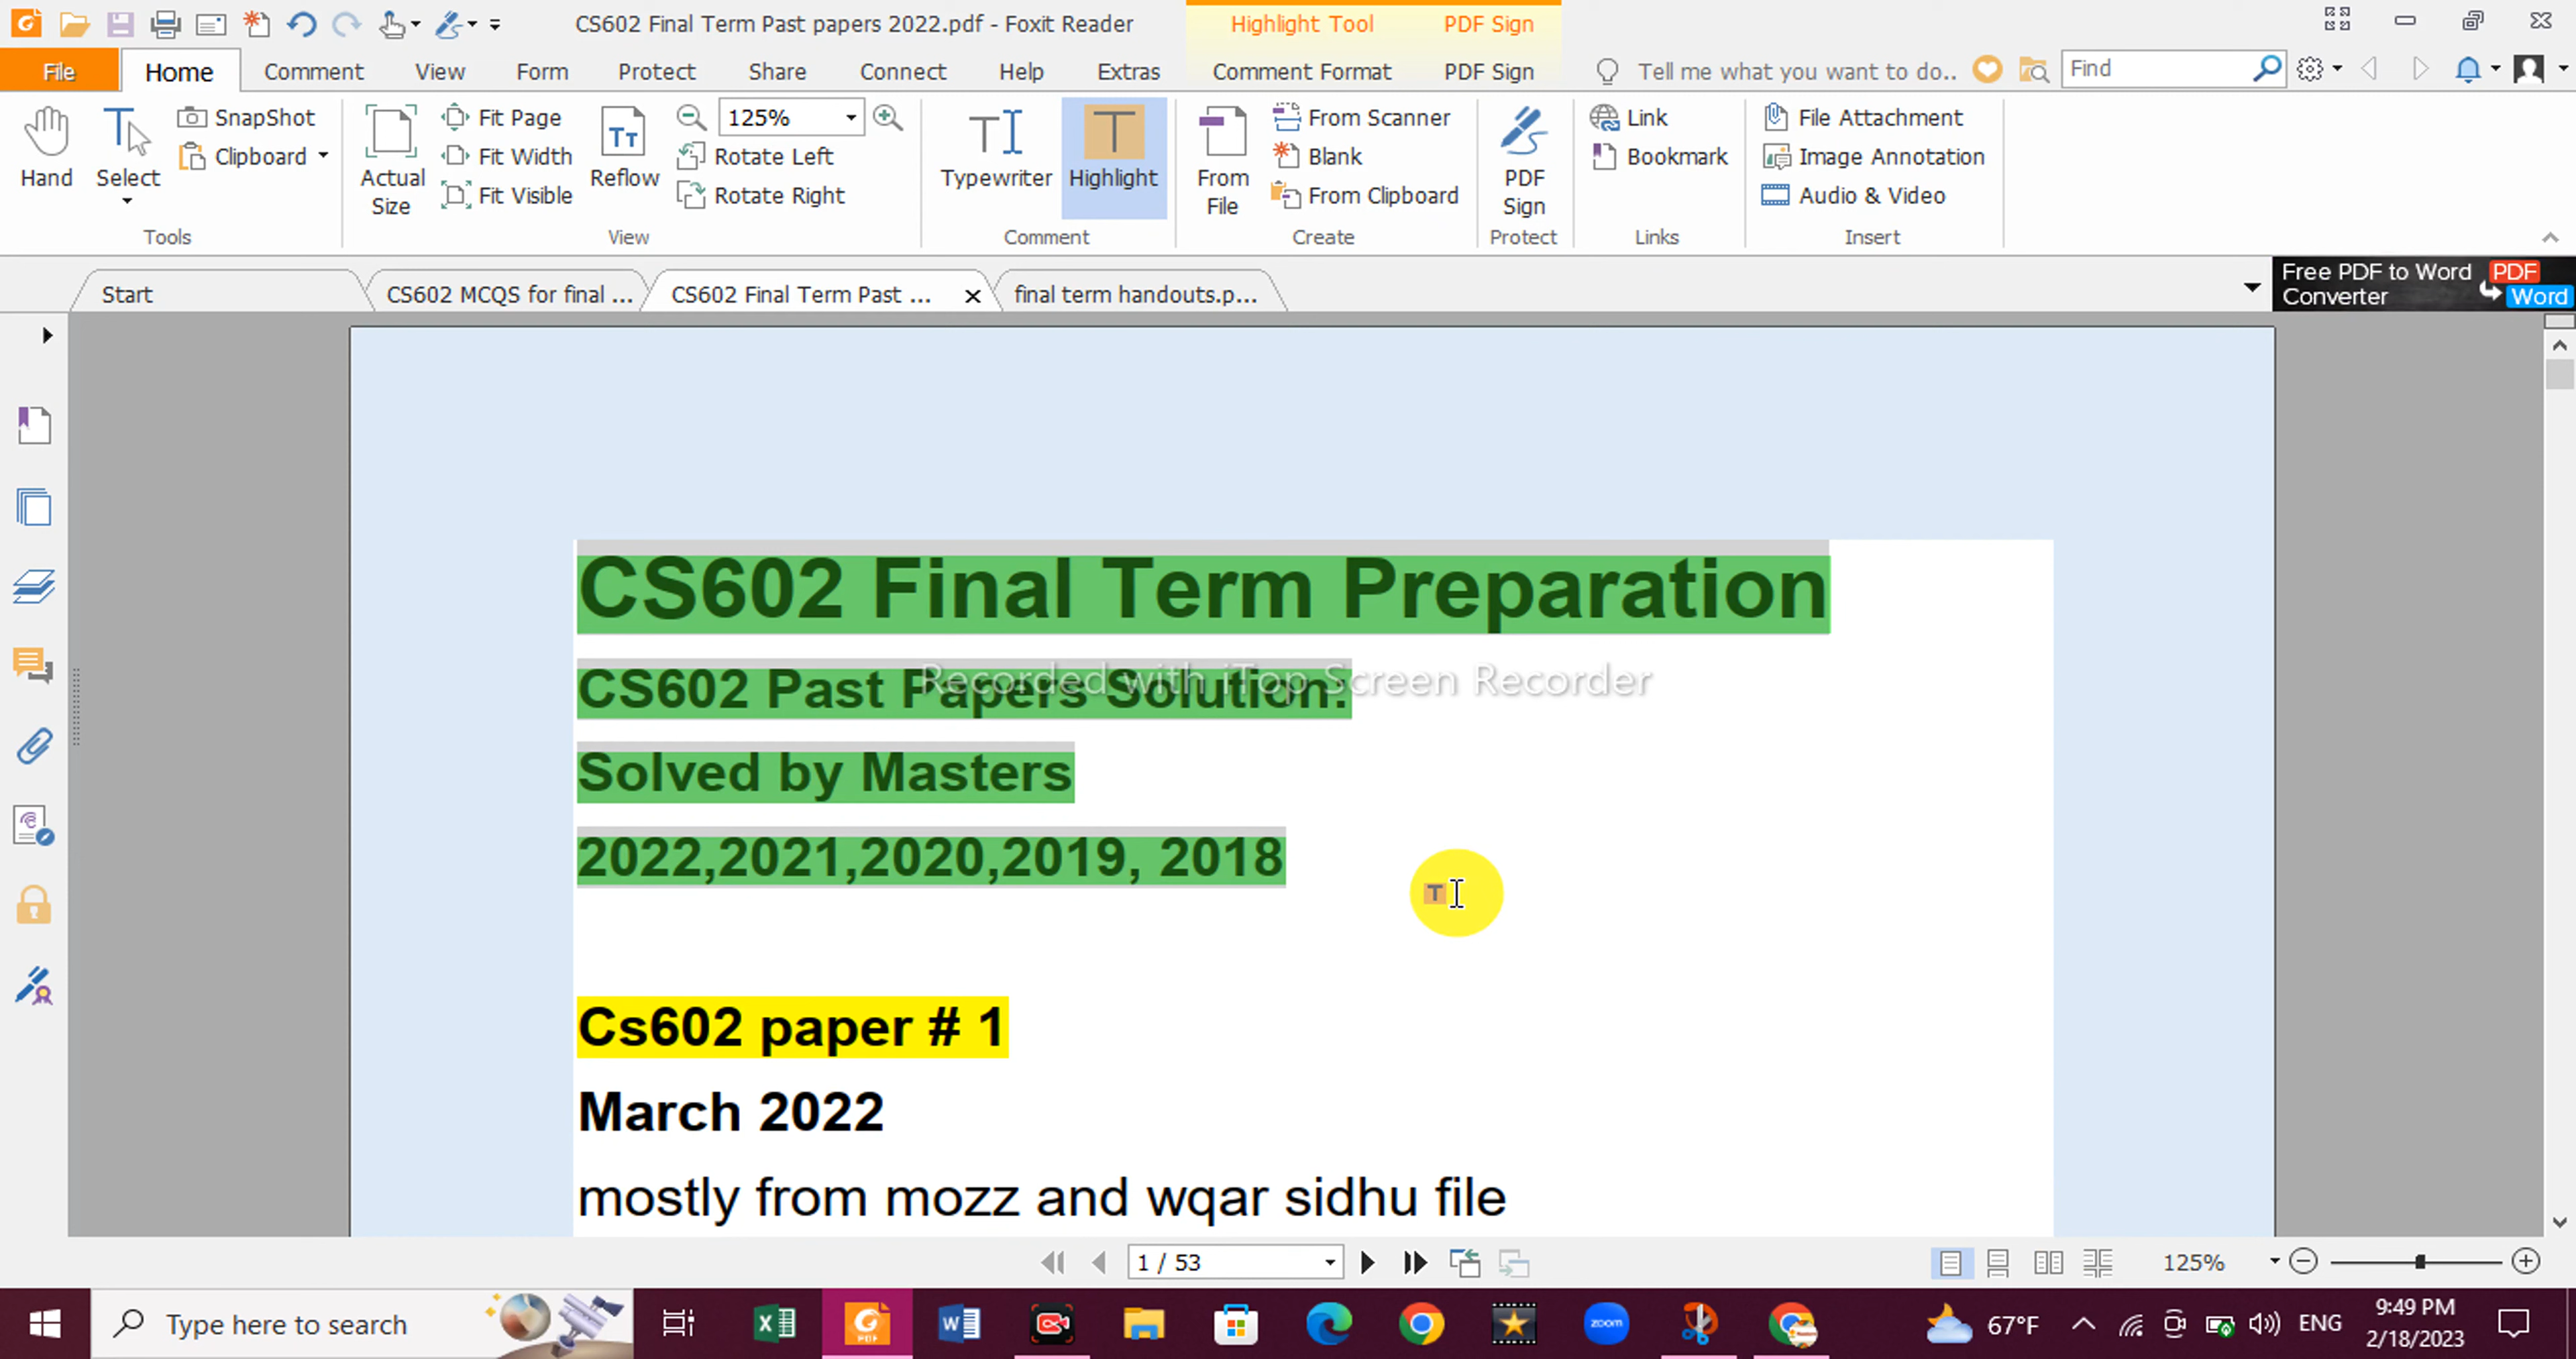 CS602 Final Term Past papers 2022.pdf - Foxit Reader
Highlight Tool
PDF Sign
File
Home
Comment
View
Form
Protect
Share
Connect
Help
Extras
Comment Format
PDF Sign
Tell me what you want to do..
Find
Hand
Select
SnapShot
Clipboard
Actual
Size
Fit Page
Fit Width
Fit Visible
Reflow
125%
Rotate Left
Rotate Right
Typewriter
Highlight
From
File
From Scanner
Blank
From Clipboard
PDF
Sign
Link
Bookmark
File Attachment
Image Annotation
Audio & Video
Tools
View
Comment
Create
Protect
Links
Insert
Start
CS602 MCQS for final ...
CS602 Final Term Past ...
final term handouts.p...
Free PDF to Word
Converter
PDF
Word
CS602 Final Term Preparation
CS602 Past Papers Solution:
Recorded with iTop Screen Recorder
Solved by Masters
2022,2021,2020,2019, 2018
Cs602 paper # 1
March 2022
mostly from mozz and wqar sidhu file
1 / 53
125%
Type here to search
zoom
67°F
ENG
9:49 PM
2/18/2023